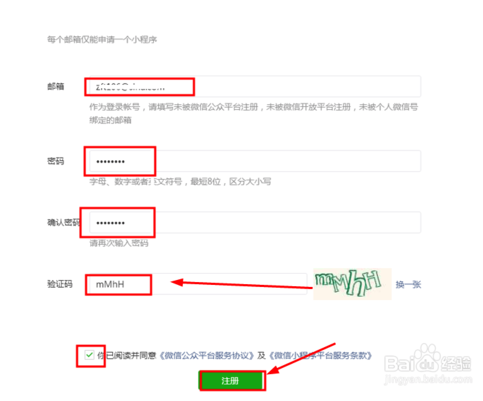 每个邮箱仅能申请一个小程序
邮箱
作为登录帐号，请填写未被微信公众平台注册，未被微信开放平台注册，未被个人微信号
绑定的邮箱
密码 ••••••••
字母、数字或者英文符号，最短8位，区分大小写
确认密码 ••••••••
请再次输入密码
验证码 mMhH mMhH 换一张
你已阅读并同意《微信公众平台服务协议》及《微信小程序平台服务条款》
注册
Baidu 经验
jingyan.baidu.com